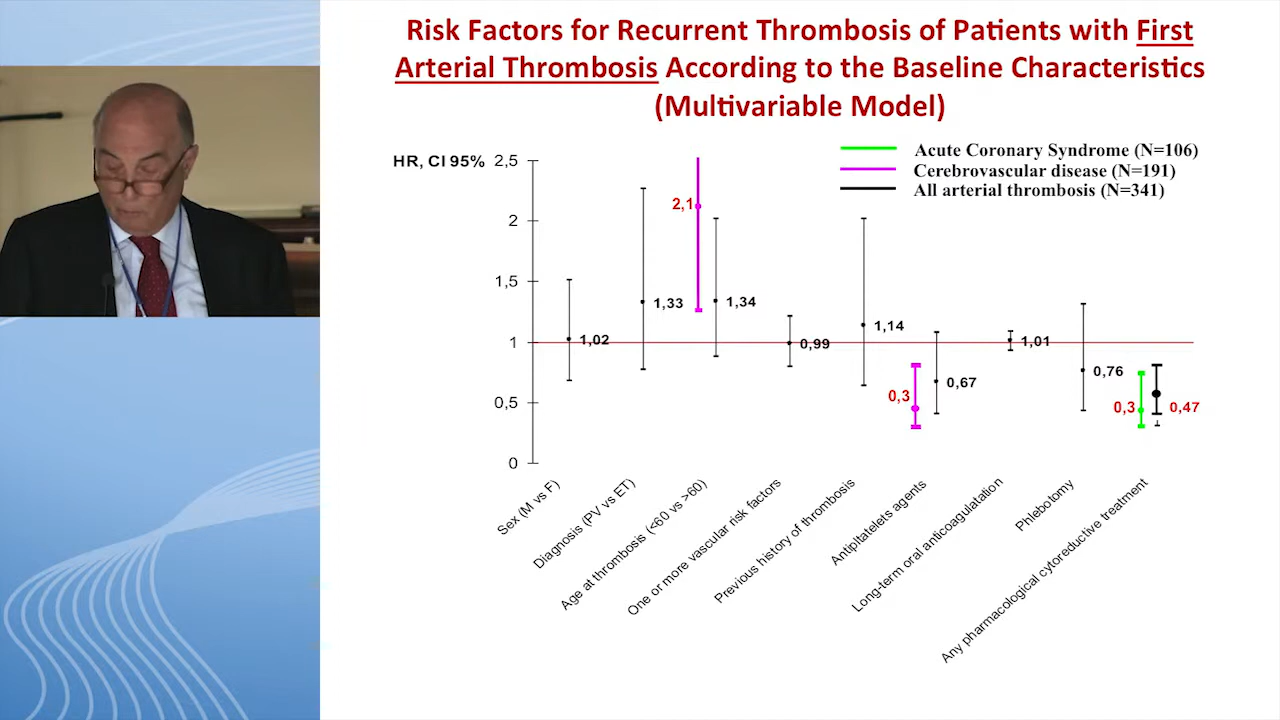 Risk Factors for Recurrent Thrombosis of Patients with First
Arterial Thrombosis According to the Baseline Characteristics
(Multivariable Model)
HR, CI 95%
Acute Coronary Syndrome (N=106)
Cerebrovascular disease (N=191)
All arterial thrombosis (N=341)
2,5
2
1,5
1
0,5
0
1,02
1,33
2,1
1,34
0,99
1,14
0,3
0,67
1,01
0,76
0,3
0,47
Sex (M vs F)
Diagnosis (PV vs ET)
Age at thrombosis (<60 vs >60)
One or more vascular risk factors
Previous history of thrombosis
Antipltatelets agents
Long-term oral anticoagulatation
Phlebotomy
Any pharmacological cytoreductive treatment